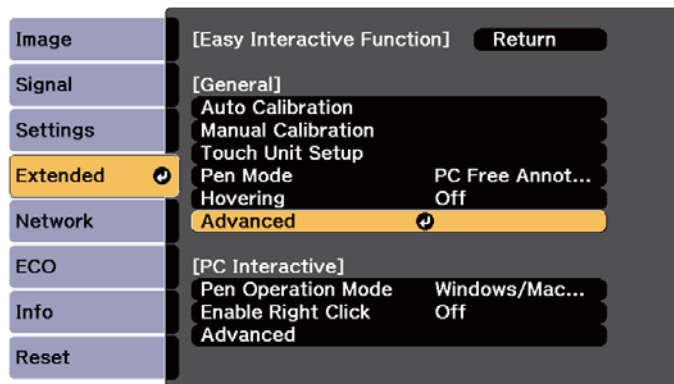 Image
Signal
Settings
Extended
Network
ECO
Info
Reset
[Easy Interactive Function] Return
[General]
Auto Calibration
Manual Calibration
Touch Unit Setup
Pen Mode PC Free Annot...
Hovering Off
Advanced
[PC Interactive]
Pen Operation Mode Windows/Mac...
Enable Right Click Off
Advanced